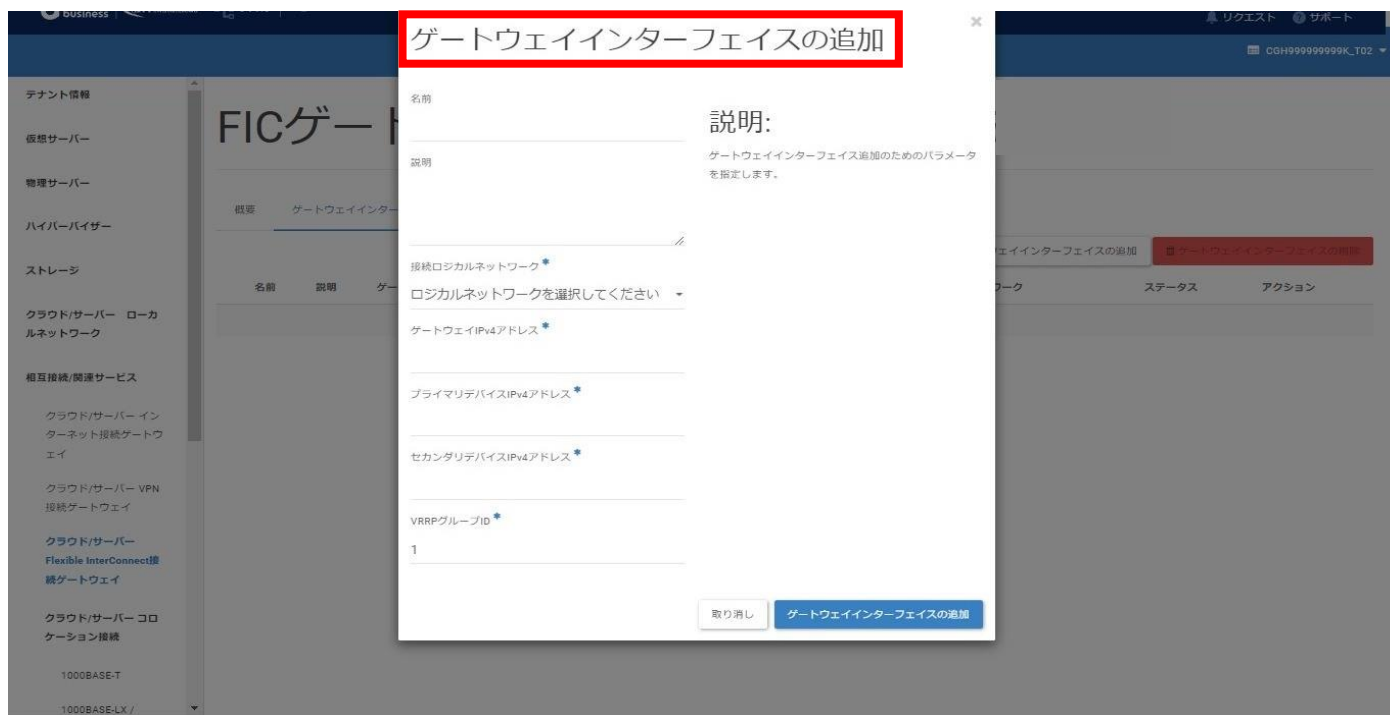 business
リクエスト サポート
CGH999999999K_T02
テナント情報
仮想サーバー
物理サーバー
ハイパーバイザー
ストレージ
クラウド/サーバー ローカ
ルネットワーク
相互接続/関連サービス
クラウド/サーバー イン
ターネット接続ゲートウ
ェイ
クラウド/サーバー VPN
接続ゲートウェイ
クラウド/サーバー
Flexible InterConnect接
続ゲートウェイ
クラウド/サーバー コロ
ケーション接続
1000BASE-T
1000BASE-LX /
FICゲート
概要 ゲートウェイインター
ェイインターフェイスの追加 ゲートウェイインターフェイスの削除
名前 説明 ゲー
ワーク ステータス アクション
ゲートウェイインターフェイスの追加
×
名前
説明
接続ロジカルネットワーク *
ロジカルネットワークを選択してください
ゲートウェイIPv4アドレス *
プライマリデバイスIPv4アドレス *
セカンダリデバイスIPv4アドレス *
VRRPグループID *
1
説明:
ゲートウェイインターフェイス追加のためのパラメータ
を指定します。
取り消し ゲートウェイインターフェイスの追加